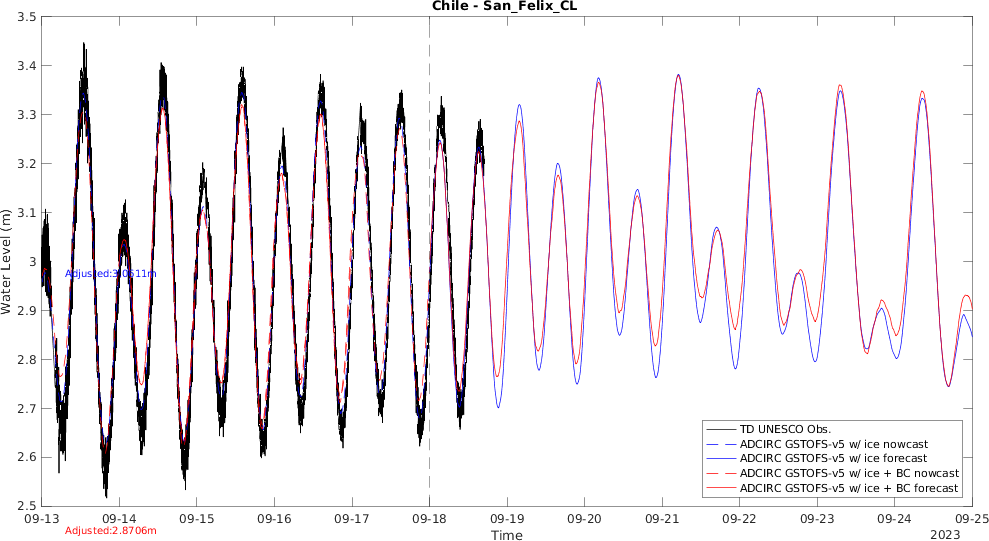 Chile - San_Felix_CL
3.5
3.4
3.3
3.2
3.1
3
2.9
2.8
2.7
2.6
2.5
Water Level (m)
Adjusted:3.0611m
TD UNESCO Obs.
ADCIRC GSTOFS-v5 w/ ice nowcast
ADCIRC GSTOFS-v5 w/ ice forecast
ADCIRC GSTOFS-v5 w/ ice + BC nowcast
ADCIRC GSTOFS-v5 w/ ice + BC forecast
09-13 09-14 09-15 09-16 09-17 09-18 09-19 09-20 09-21 09-22 09-23 09-24 09-25
Adjusted:2.8706m
Time
2023